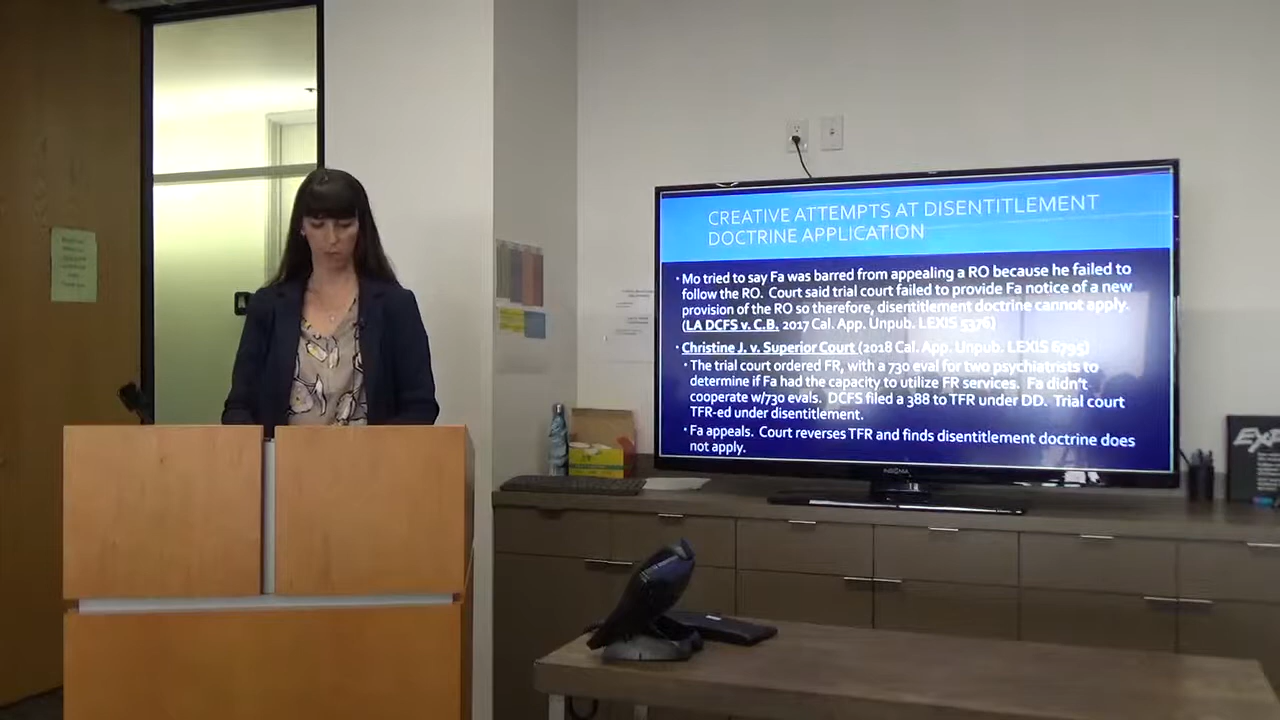 CREATIVE ATTEMPTS AT DISENTITLEMENT
DOCTRINE APPLICATION
• Mo tried to say Fa was barred from appealing a RO because he failed to
follow the RO. Court said trial court failed to provide Fa notice of a new
provision of the RO so therefore, disentitlement doctrine cannot apply.
(LA DCFS v. C.B. 2017 Cal. App. Unpub. LEXIS 5376)
• Christine J. v. Superior Court (2018 Cal. App. Unpub. LEXIS 6795)
• The trial court ordered FR, with a 730 eval for two psychiatrists to
determine if Fa had the capacity to utilize FR services. Fa didn't
cooperate w/730 evals. DCFS filed a 388 to TFR under DD. Trial court
TFR-ed under disentitlement.
• Fa appeals. Court reverses TFR and finds disentitlement doctrine does
not apply.
INSIGNIA